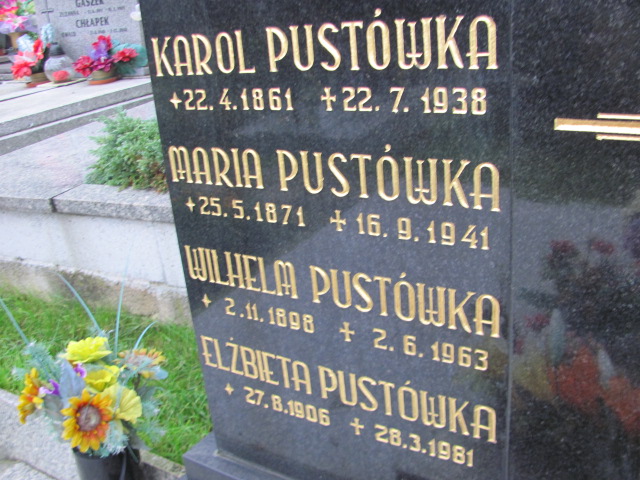 GASZEK
CHŁAPEK
KAROL PUSTÓWKA
+22.4.1861 +22.7.1938
MARIA PUSTÓWKA
+25.5.1871 +16.9.1941
WILHELM PUSTÓWKA
+ 2.11.1898 + 2.6.1963
ELŻBIETA PUSTÓWKA
+ 27.8.1906 + 28.3.1981